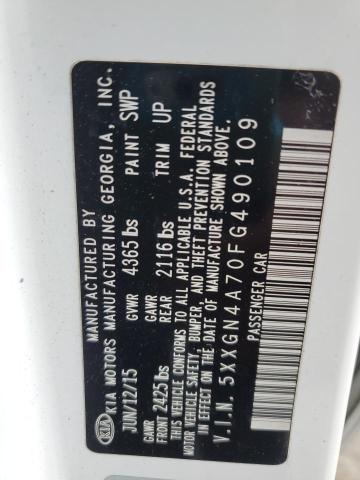 KIA
MANUFACTURED BY
KIA MOTORS MANUFACTURING GEORGIA, INC.
JUN/12/15 GVWR 4365 lbs PAINT SWP
GAWR FRONT 2425 lbs GAWR REAR 2116 lbs TRIM UP
THIS VEHICLE CONFORMS TO ALL APPLICABLE U.S.A. FEDERAL
MOTOR VEHICLE SAFETY, BUMPER AND THEFT PREVENTION STANDARDS
IN EFFECT ON THE DATE OF MANUFACTURE SHOWN ABOVE.
V.I.N. 5XXGN4A70FG490109
PASSENGER CAR